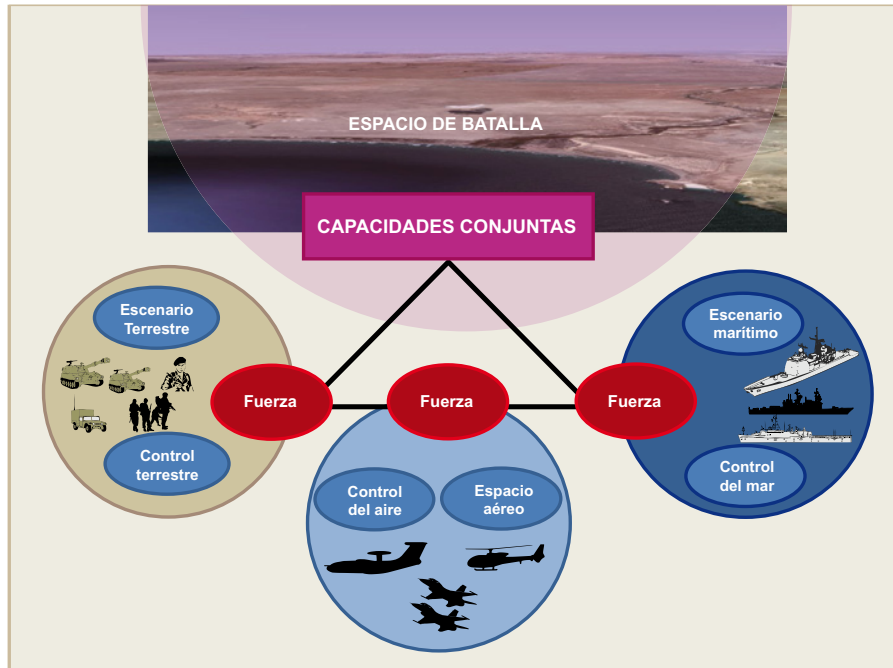 ESPACIO DE BATALLA
CAPACIDADES CONJUNTAS
Escenario
Terrestre
Escenario
marítimo
Fuerza
Fuerza
Fuerza
Control
terrestre
Control
del mar
Control
del aire
Espacio
aéreo